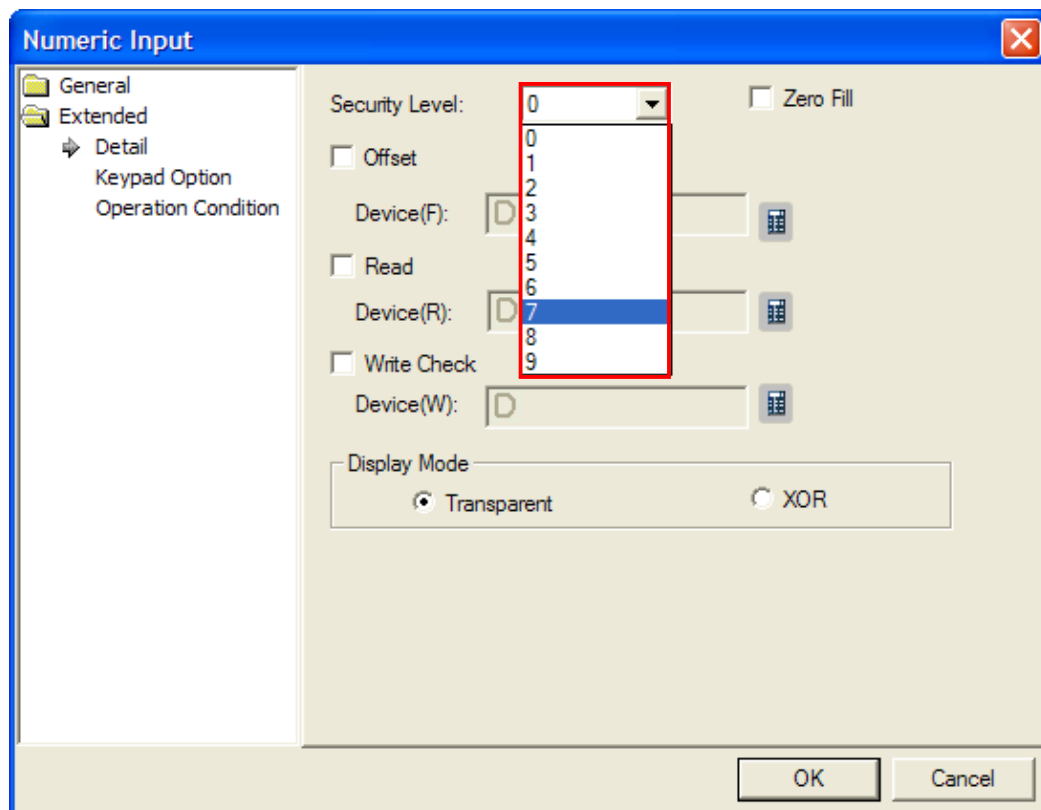 Numeric Input
General
Extended
Detail
Keypad Option
Operation Condition
Security Level: 0
Zero Fill
0
1
2
3
4
5
6
7
8
9
Offset
Device(F): D
Read
Device(R): D
Write Check
Device(W): D
Display Mode
Transparent
XOR
OK
Cancel